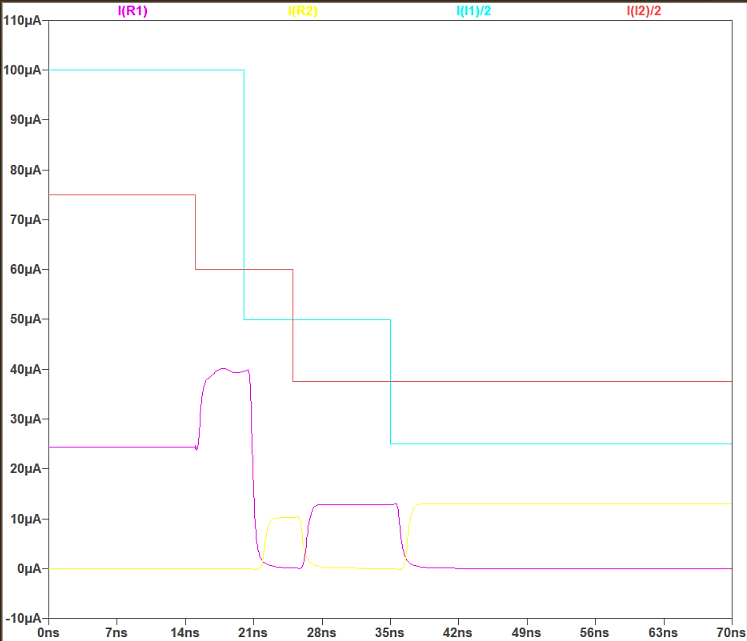 I(R1) I(R2) I(I1)/2 I(I2)/2
110µA
100µA
90µA
80µA
70µA
60µA
50µA
40µA
30µA
20µA
10µA
0µA
-10µA
0ns 7ns 14ns 21ns 28ns 35ns 42ns 49ns 56ns 63ns 70n